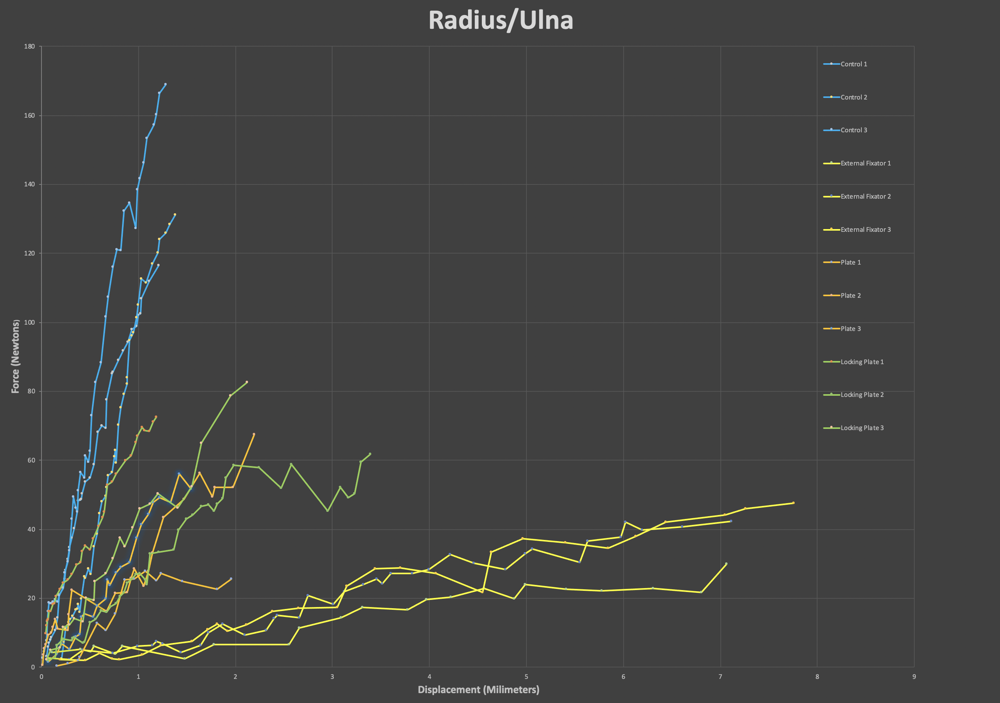 Radius/Ulna
180
160
140
120
100
80
60
40
20
0
Force (Newtons)
0 1 2 3 4 5 6 7 8 9
Displacement (Milimeters)
Control 1
Control 2
Control 3
External Fixator 1
External Fixator 2
External Fixator 3
Plate 1
Plate 2
Plate 3
Locking Plate 1
Locking Plate 2
Locking Plate 3